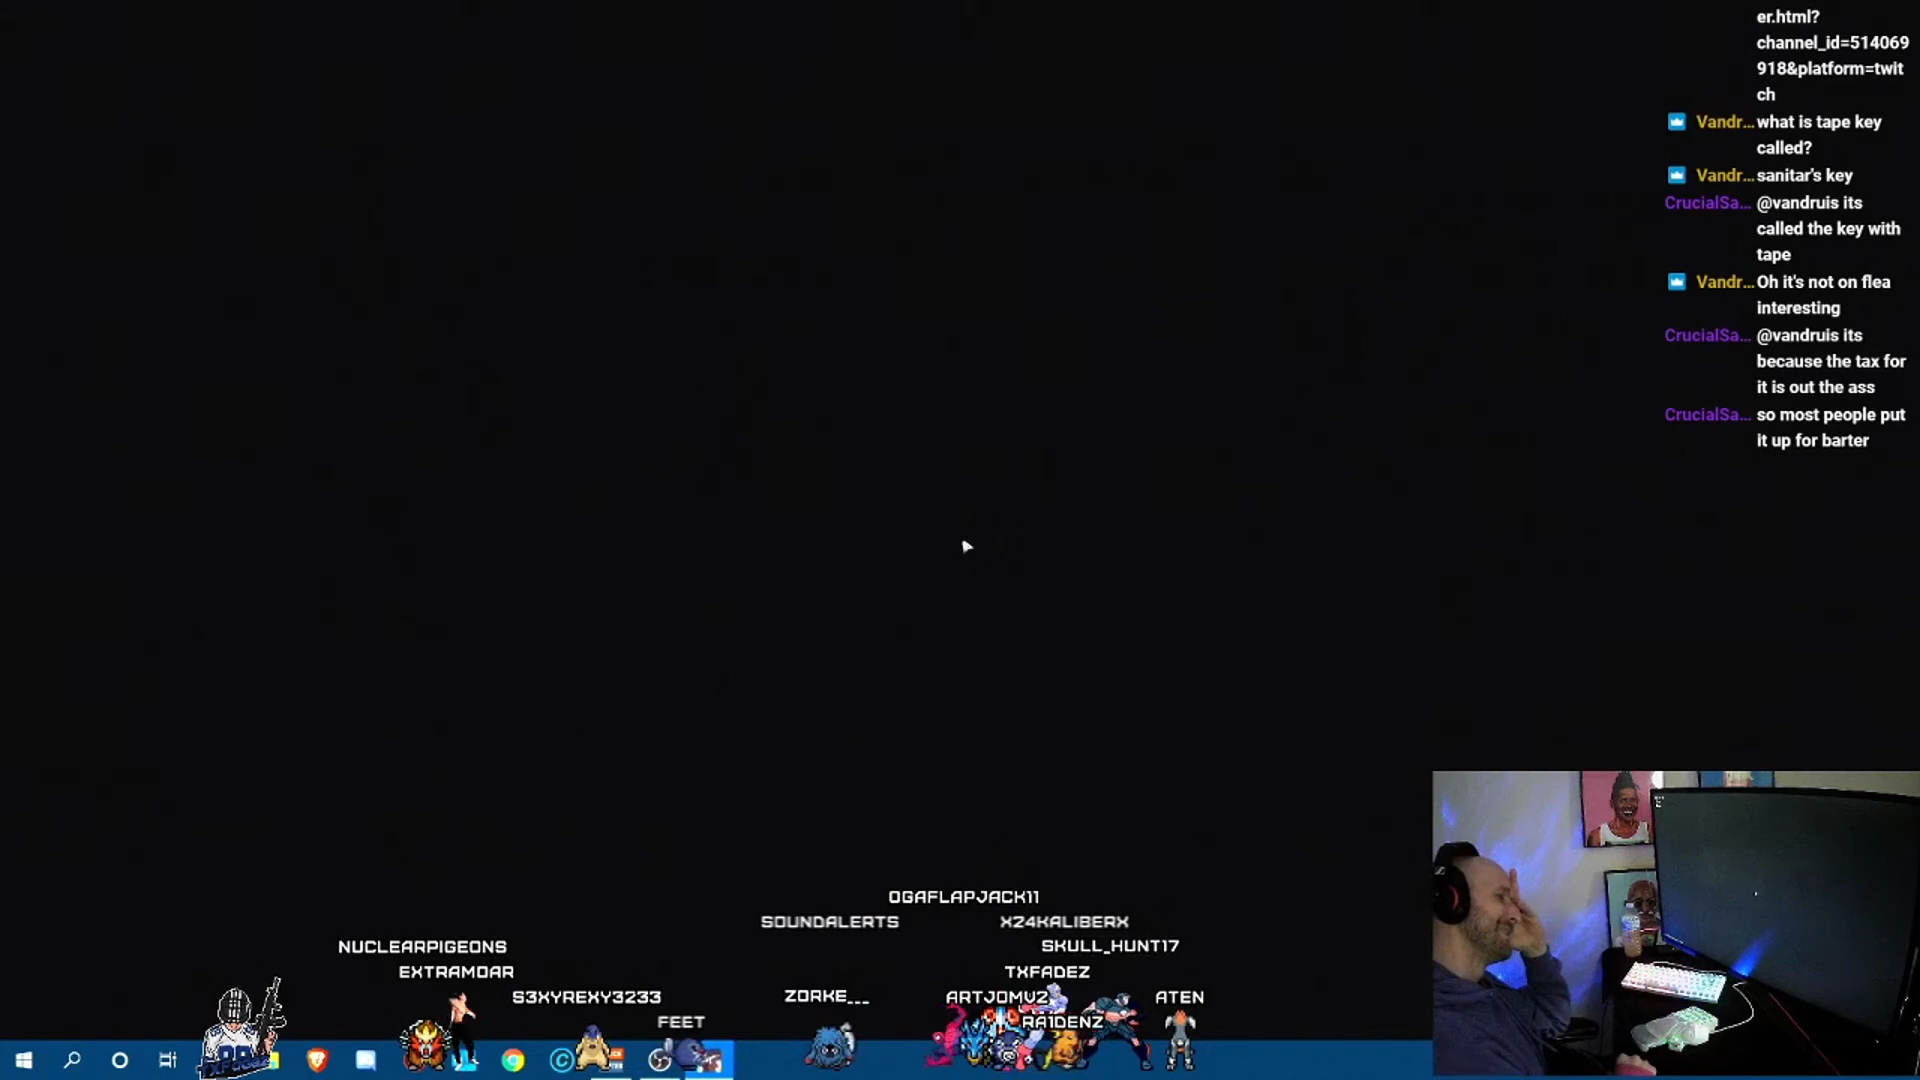 er.html?
channel_id=514069
918&platform=twit
ch
Vandr... what is tape key
called?
Vandr... sanitar's key
CrucialSa... @vandruis its
called the key with
tape
Vandr... Oh it's not on flea
interesting
CrucialSa... @vandruis its
because the tax for
it is out the ass
CrucialSa... so most people put
it up for barter
OGAFLAPJACK11
SOUNDALERTS X24KALIBERX
NUCLEARPIGEONS SKULL_HUNT17
EXTRAMOAR TXFADEZ
S3XYREXY3233 ZORKE___ ARTJOMV2 ATEN
FEET RA1DENZ